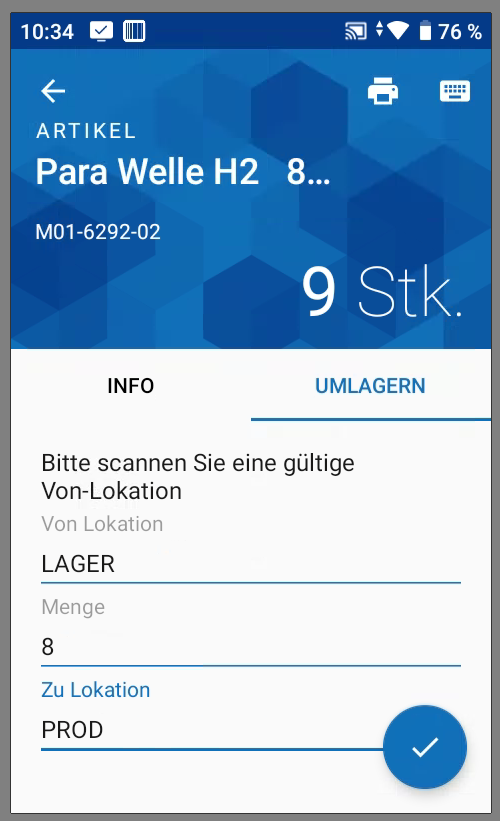 10:34 76 %
ARTIKEL
Para Welle H2 8...
M01-6292-02
9 Stk.
INFO UMLAGERN
Bitte scannen Sie eine gültige
Von-Lokation
Von Lokation
LAGER
Menge
8
Zu Lokation
PROD